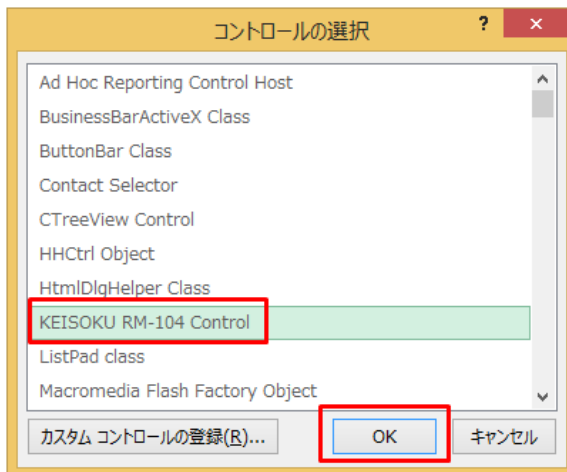 コントロールの選択
?
×
Ad Hoc Reporting Control Host
BusinessBarActiveX Class
ButtonBar Class
Contact Selector
CTreeView Control
HHCtrl Object
HtmlDlgHelper Class
KEISOKU RM-104 Control
ListPad class
Macromedia Flash Factory Object
カスタム コントロールの登録(R)...
OK
キャンセル